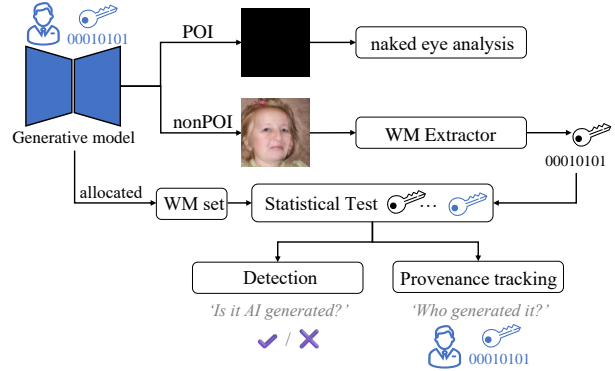 00010101
POI
naked eye analysis
Generative model
nonPOI
WM Extractor
00010101
allocated
WM set
Statistical Test ...
Detection
Provenance tracking
‘Is it AI generated?’
‘Who generated it?’
/
00010101